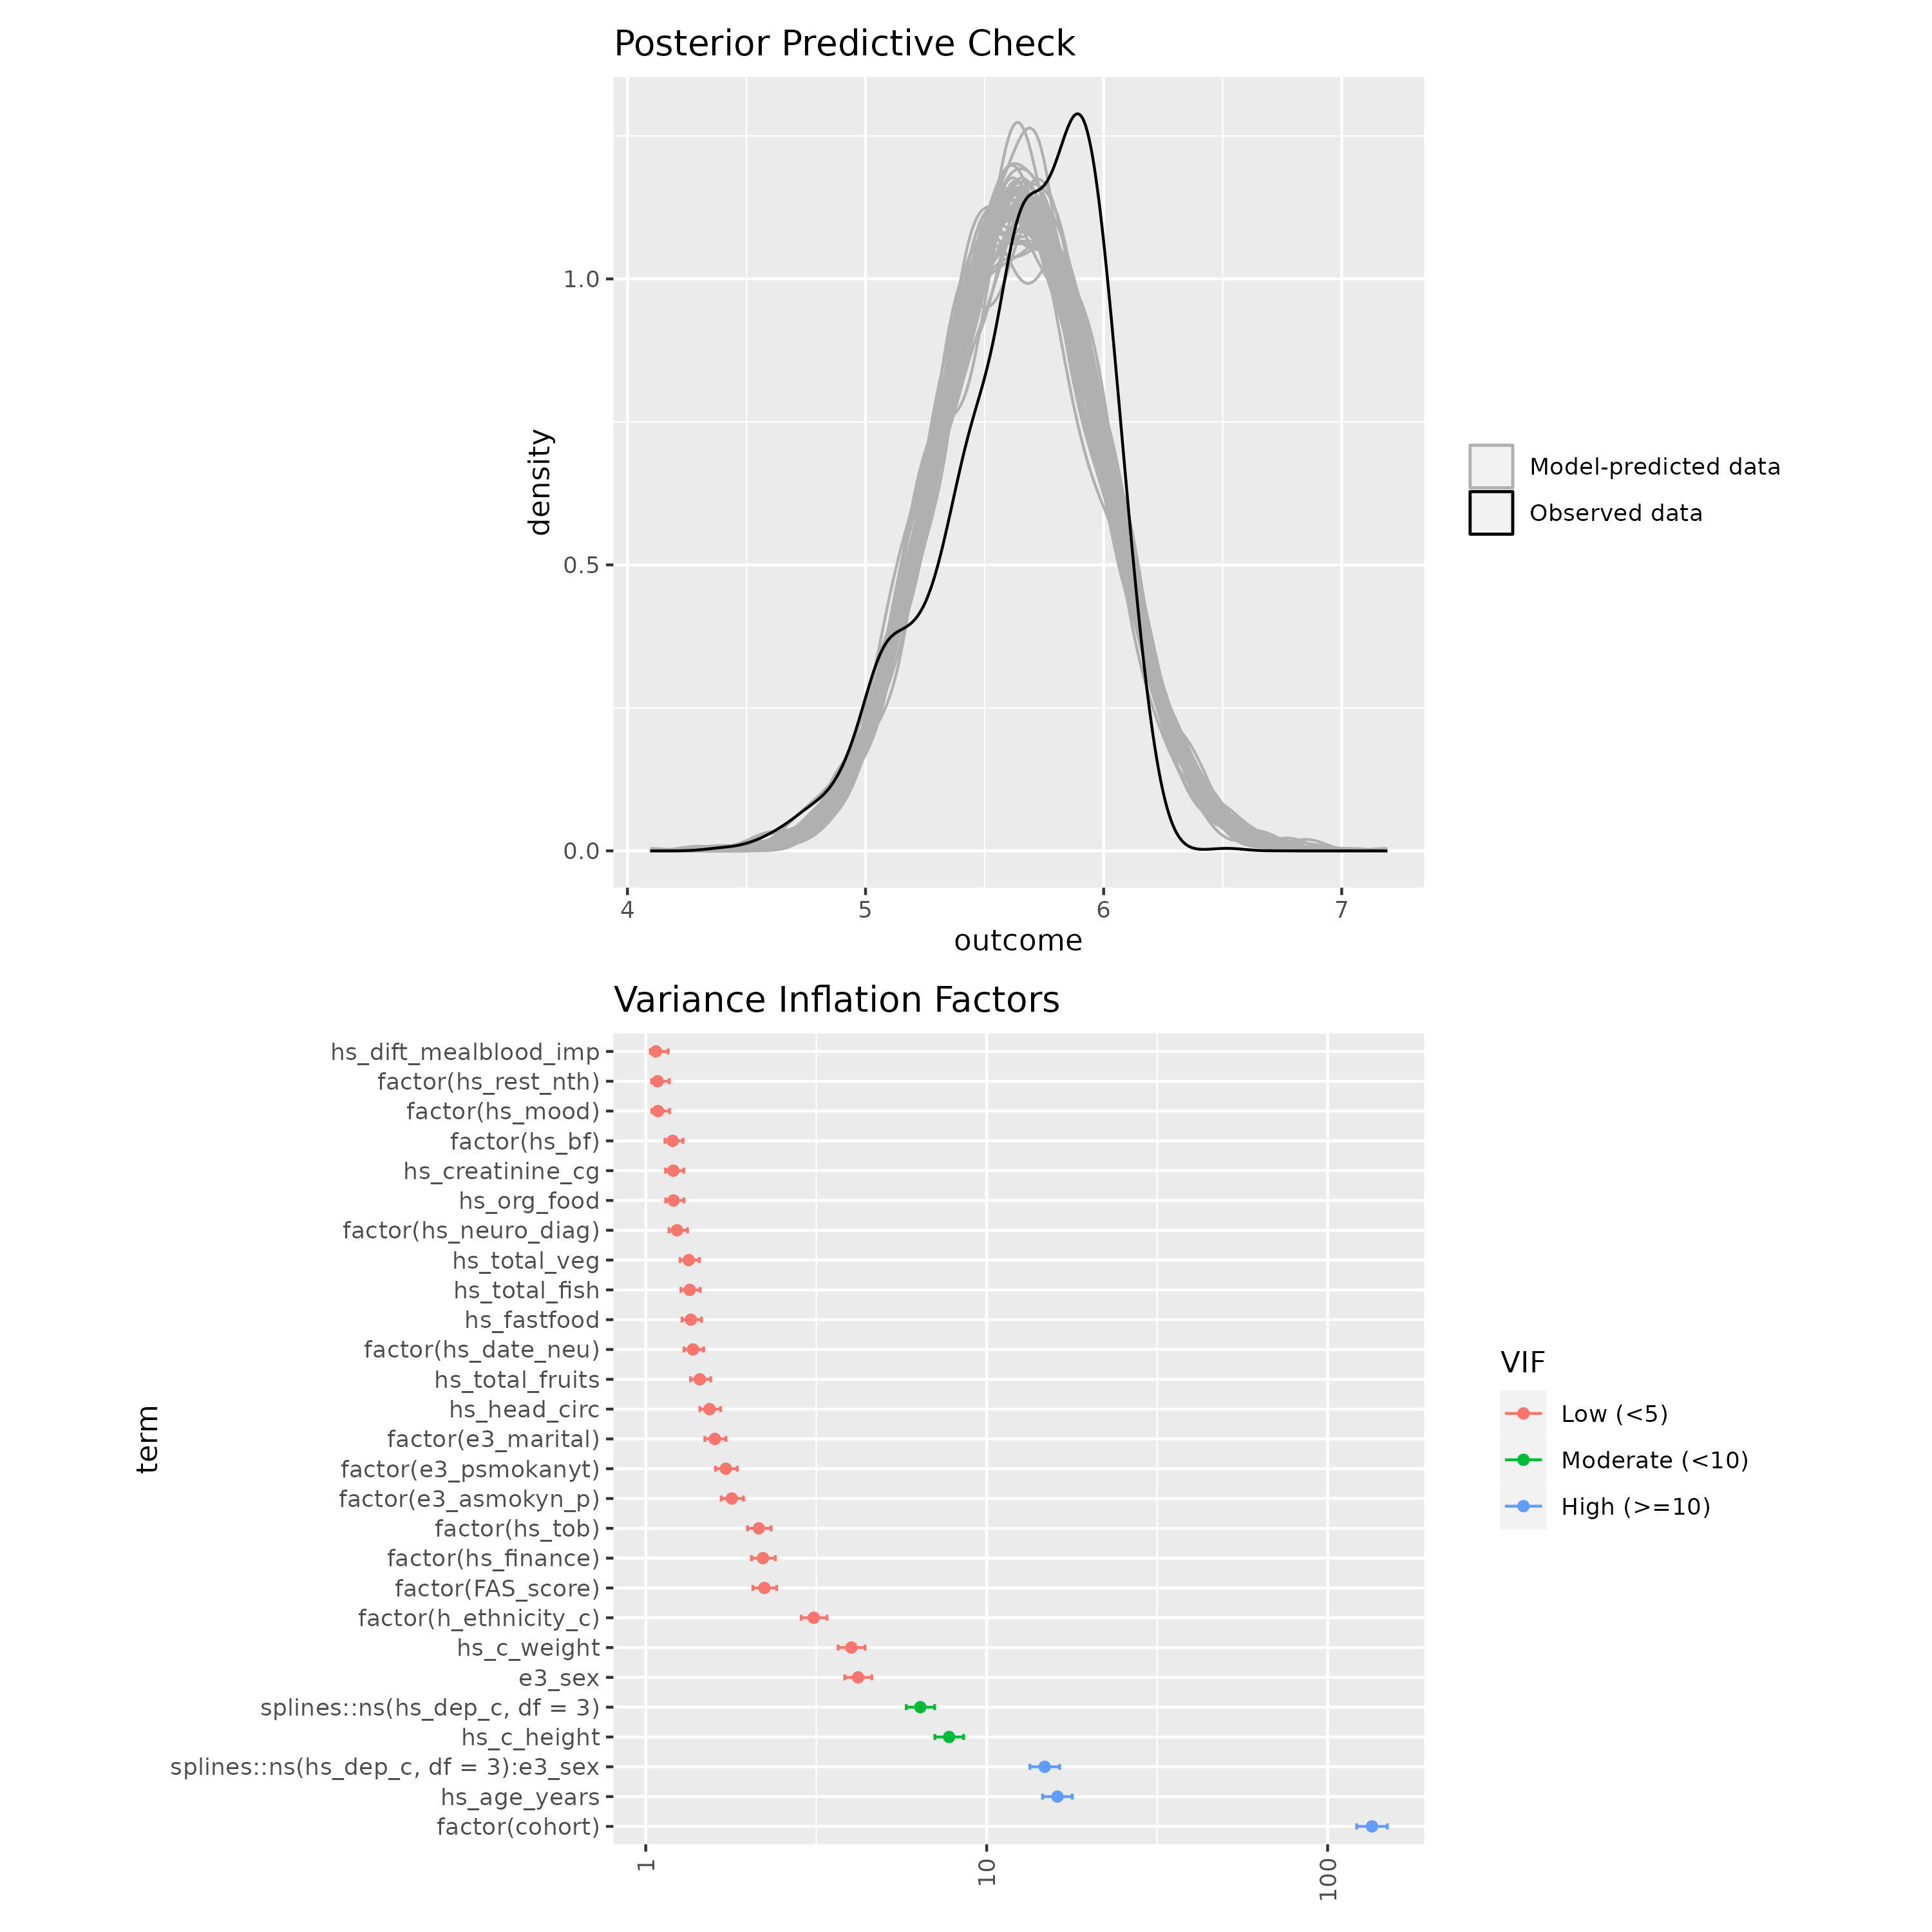 Posterior Predictive Check
density
1.0
0.5
0.0
4 5 6 7
outcome
Model-predicted data
Observed data
Variance Inflation Factors
term
hs_dift_mealblood_imp
factor(hs_rest_nth)
factor(hs_mood)
factor(hs_bf)
hs_creatinine_cg
hs_org_food
factor(hs_neuro_diag)
hs_total_veg
hs_total_fish
hs_fastfood
factor(hs_date_neu)
hs_total_fruits
hs_head_circ
factor(e3_marital)
factor(e3_psmokanyt)
factor(e3_asmokyn_p)
factor(hs_tob)
factor(hs_finance)
factor(FAS_score)
factor(h_ethnicity_c)
hs_c_weight
e3_sex
splines::ns(hs_dep_c, df = 3)
hs_c_height
splines::ns(hs_dep_c, df = 3):e3_sex
hs_age_years
factor(cohort)
1 10 100
VIF
Low (<5)
Moderate (<10)
High (>=10)